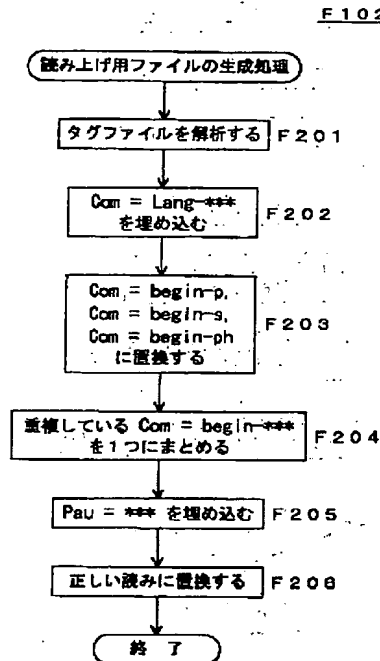 F102
読み上げ用ファイルの生成処理
タグファイルを解析する F201
Com = Lang-***
を埋め込む
F202
Com = begin-p,
Com = begin-s,
Com = begin-ph
に置換する
F203
重複している Com = begin-***
を1つにまとめる
F204
Pau = *** を埋め込む F205
正しい読みに置換する F206
終 了